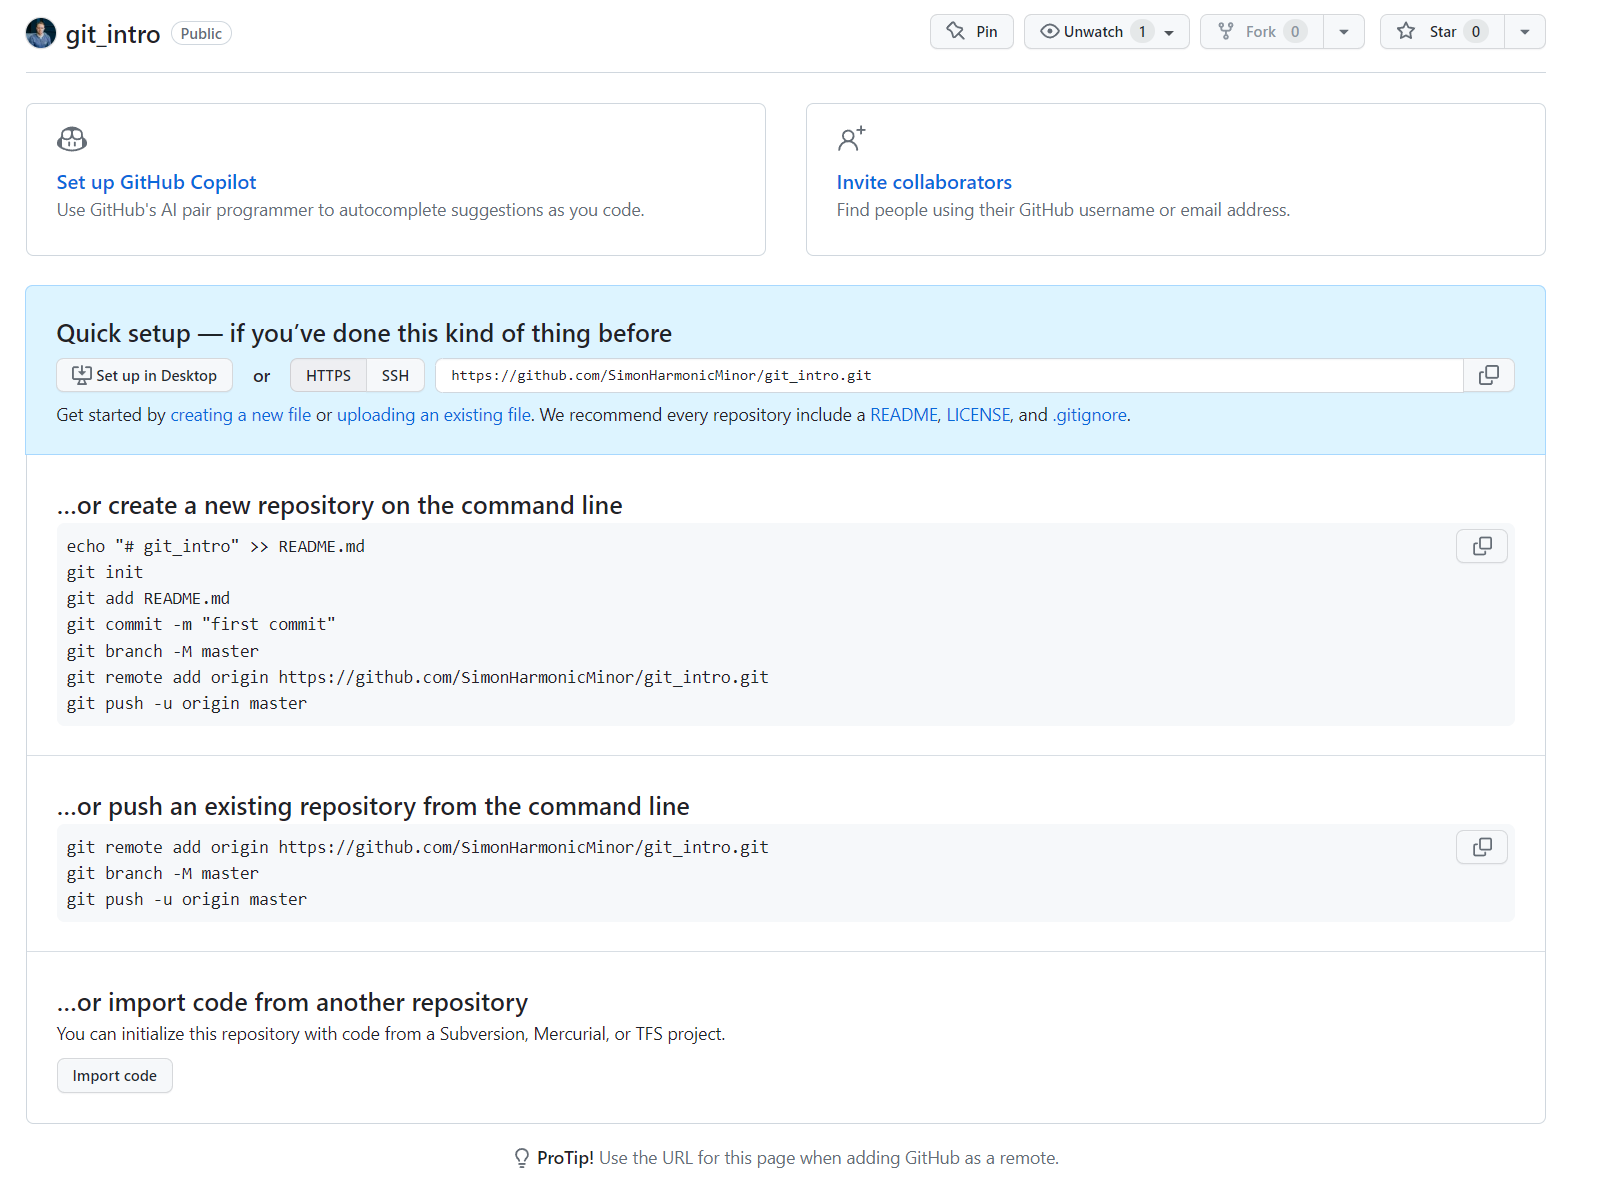 git_intro Public Pin Unwatch 1 Fork 0 Star 0
Set up GitHub Copilot
Use GitHub's AI pair programmer to autocomplete suggestions as you code.
Invite collaborators
Find people using their GitHub username or email address.
Quick setup — if you’ve done this kind of thing before
Set up in Desktop or HTTPS SSH https://github.com/SimonHarmonicMinor/git_intro.git
Get started by creating a new file or uploading an existing file. We recommend every repository include a README, LICENSE, and .gitignore.
…or create a new repository on the command line
echo "# git_intro" >> README.md
git init
git add README.md
git commit -m "first commit"
git branch -M master
git remote add origin https://github.com/SimonHarmonicMinor/git_intro.git
git push -u origin master
…or push an existing repository from the command line
git remote add origin https://github.com/SimonHarmonicMinor/git_intro.git
git branch -M master
git push -u origin master
…or import code from another repository
You can initialize this repository with code from a Subversion, Mercurial, or TFS project.
Import code
ProTip! Use the URL for this page when adding GitHub as a remote.